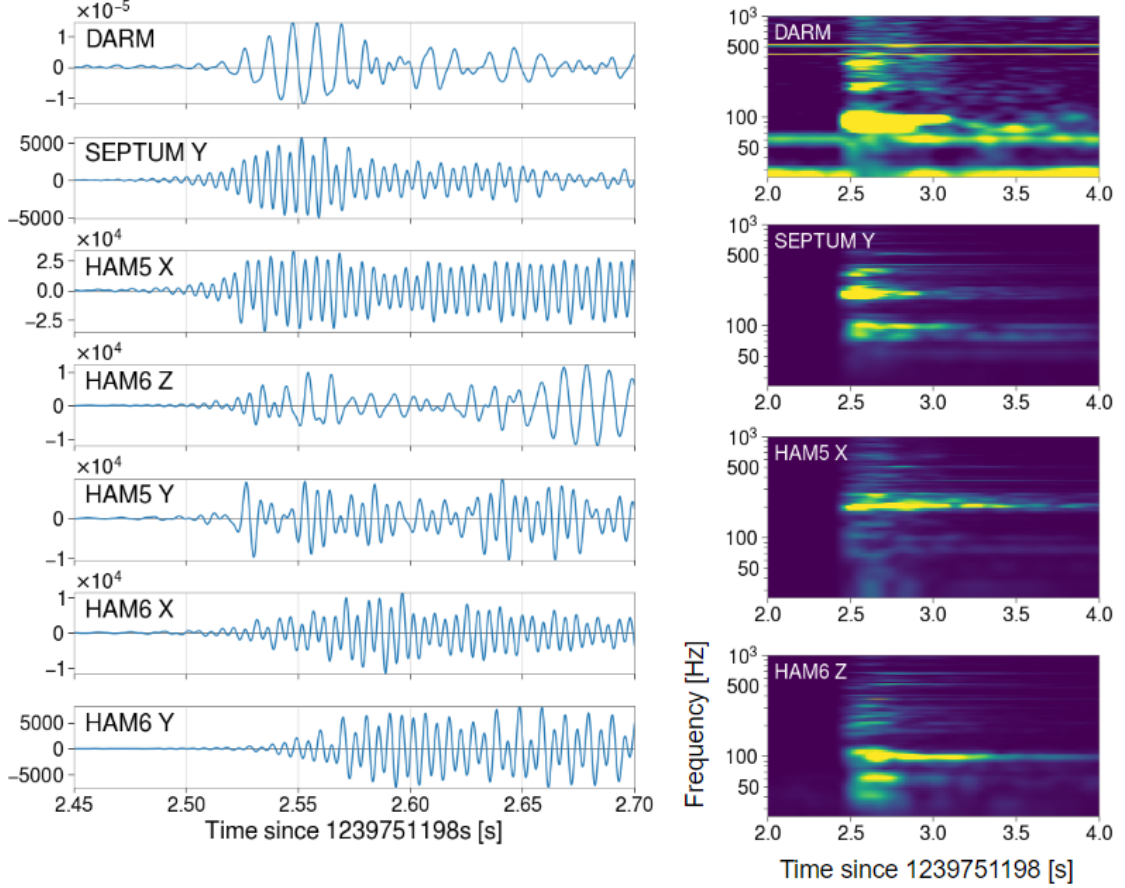 ×10⁻⁵
1
0
−1
DARM
5000
0
−5000
SEPTUM Y
×10⁴
2.5
0.0
−2.5
HAM5 X
×10⁴
1
0
−1
HAM6 Z
×10⁴
1
0
−1
HAM5 Y
×10⁴
1
0
−1
HAM6 X
5000
0
−5000
HAM6 Y
2.45 2.50 2.55 2.60 2.65 2.70
Time since 1239751198s [s]
10³
500
100
50
DARM
2.0 2.5 3.0 3.5 4.0
10³
500
100
50
SEPTUM Y
2.0 2.5 3.0 3.5 4.0
10³
500
100
50
HAM5 X
2.0 2.5 3.0 3.5 4.0
Frequency [Hz]
10³
500
100
50
HAM6 Z
2.0 2.5 3.0 3.5 4.0
Time since 1239751198 [s]